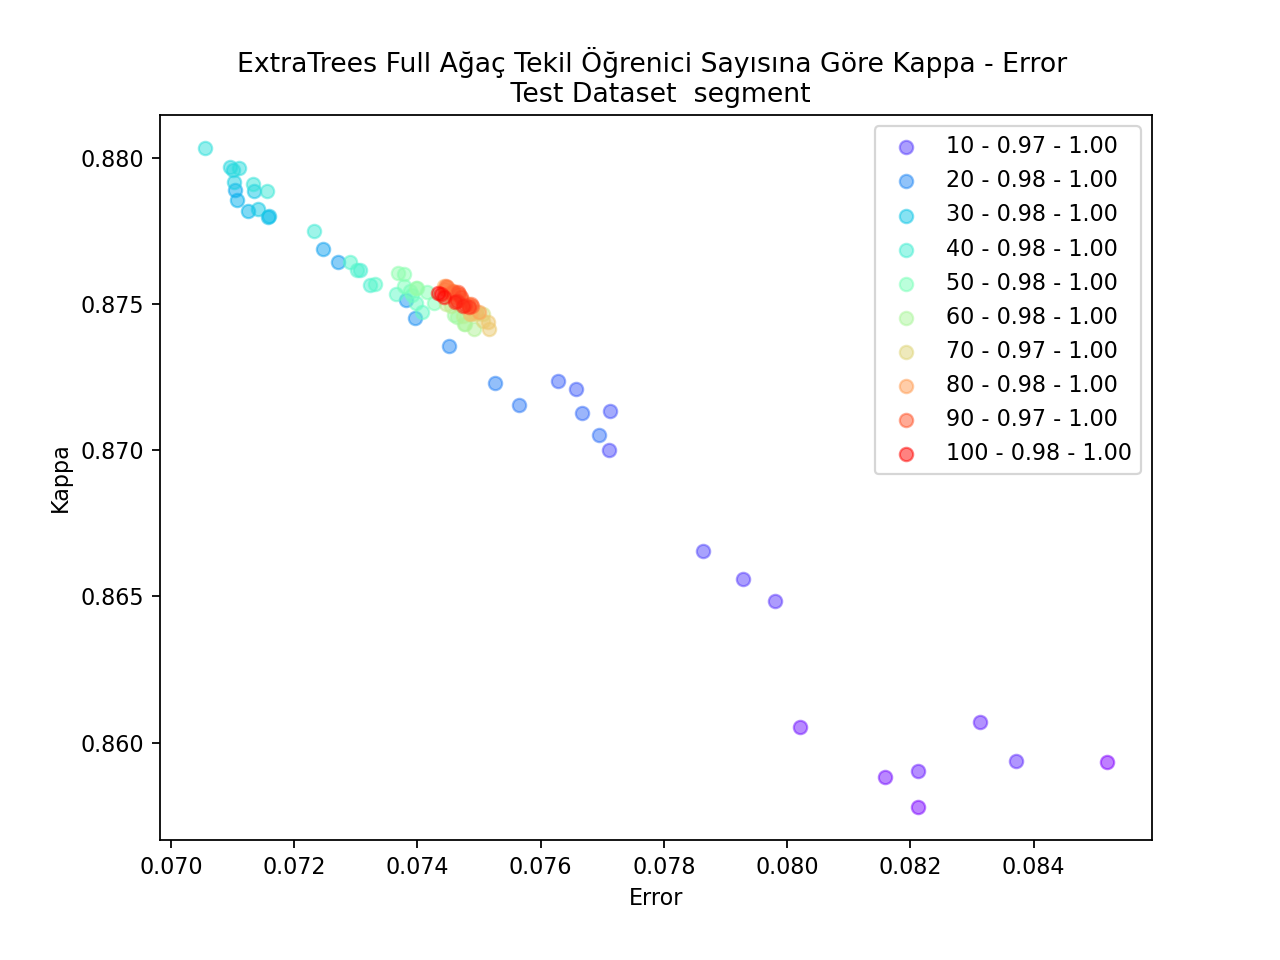 ExtraTrees Full Ağaç Tekil Öğrenici Sayısına Göre Kappa - Error
Test Dataset  segment
10 - 0.97 - 1.00
20 - 0.98 - 1.00
30 - 0.98 - 1.00
40 - 0.98 - 1.00
50 - 0.98 - 1.00
60 - 0.98 - 1.00
70 - 0.97 - 1.00
80 - 0.98 - 1.00
90 - 0.97 - 1.00
100 - 0.98 - 1.00
0.880
0.875
0.870
0.865
0.860
Kappa
0.070 0.072 0.074 0.076 0.078 0.080 0.082 0.084
Error